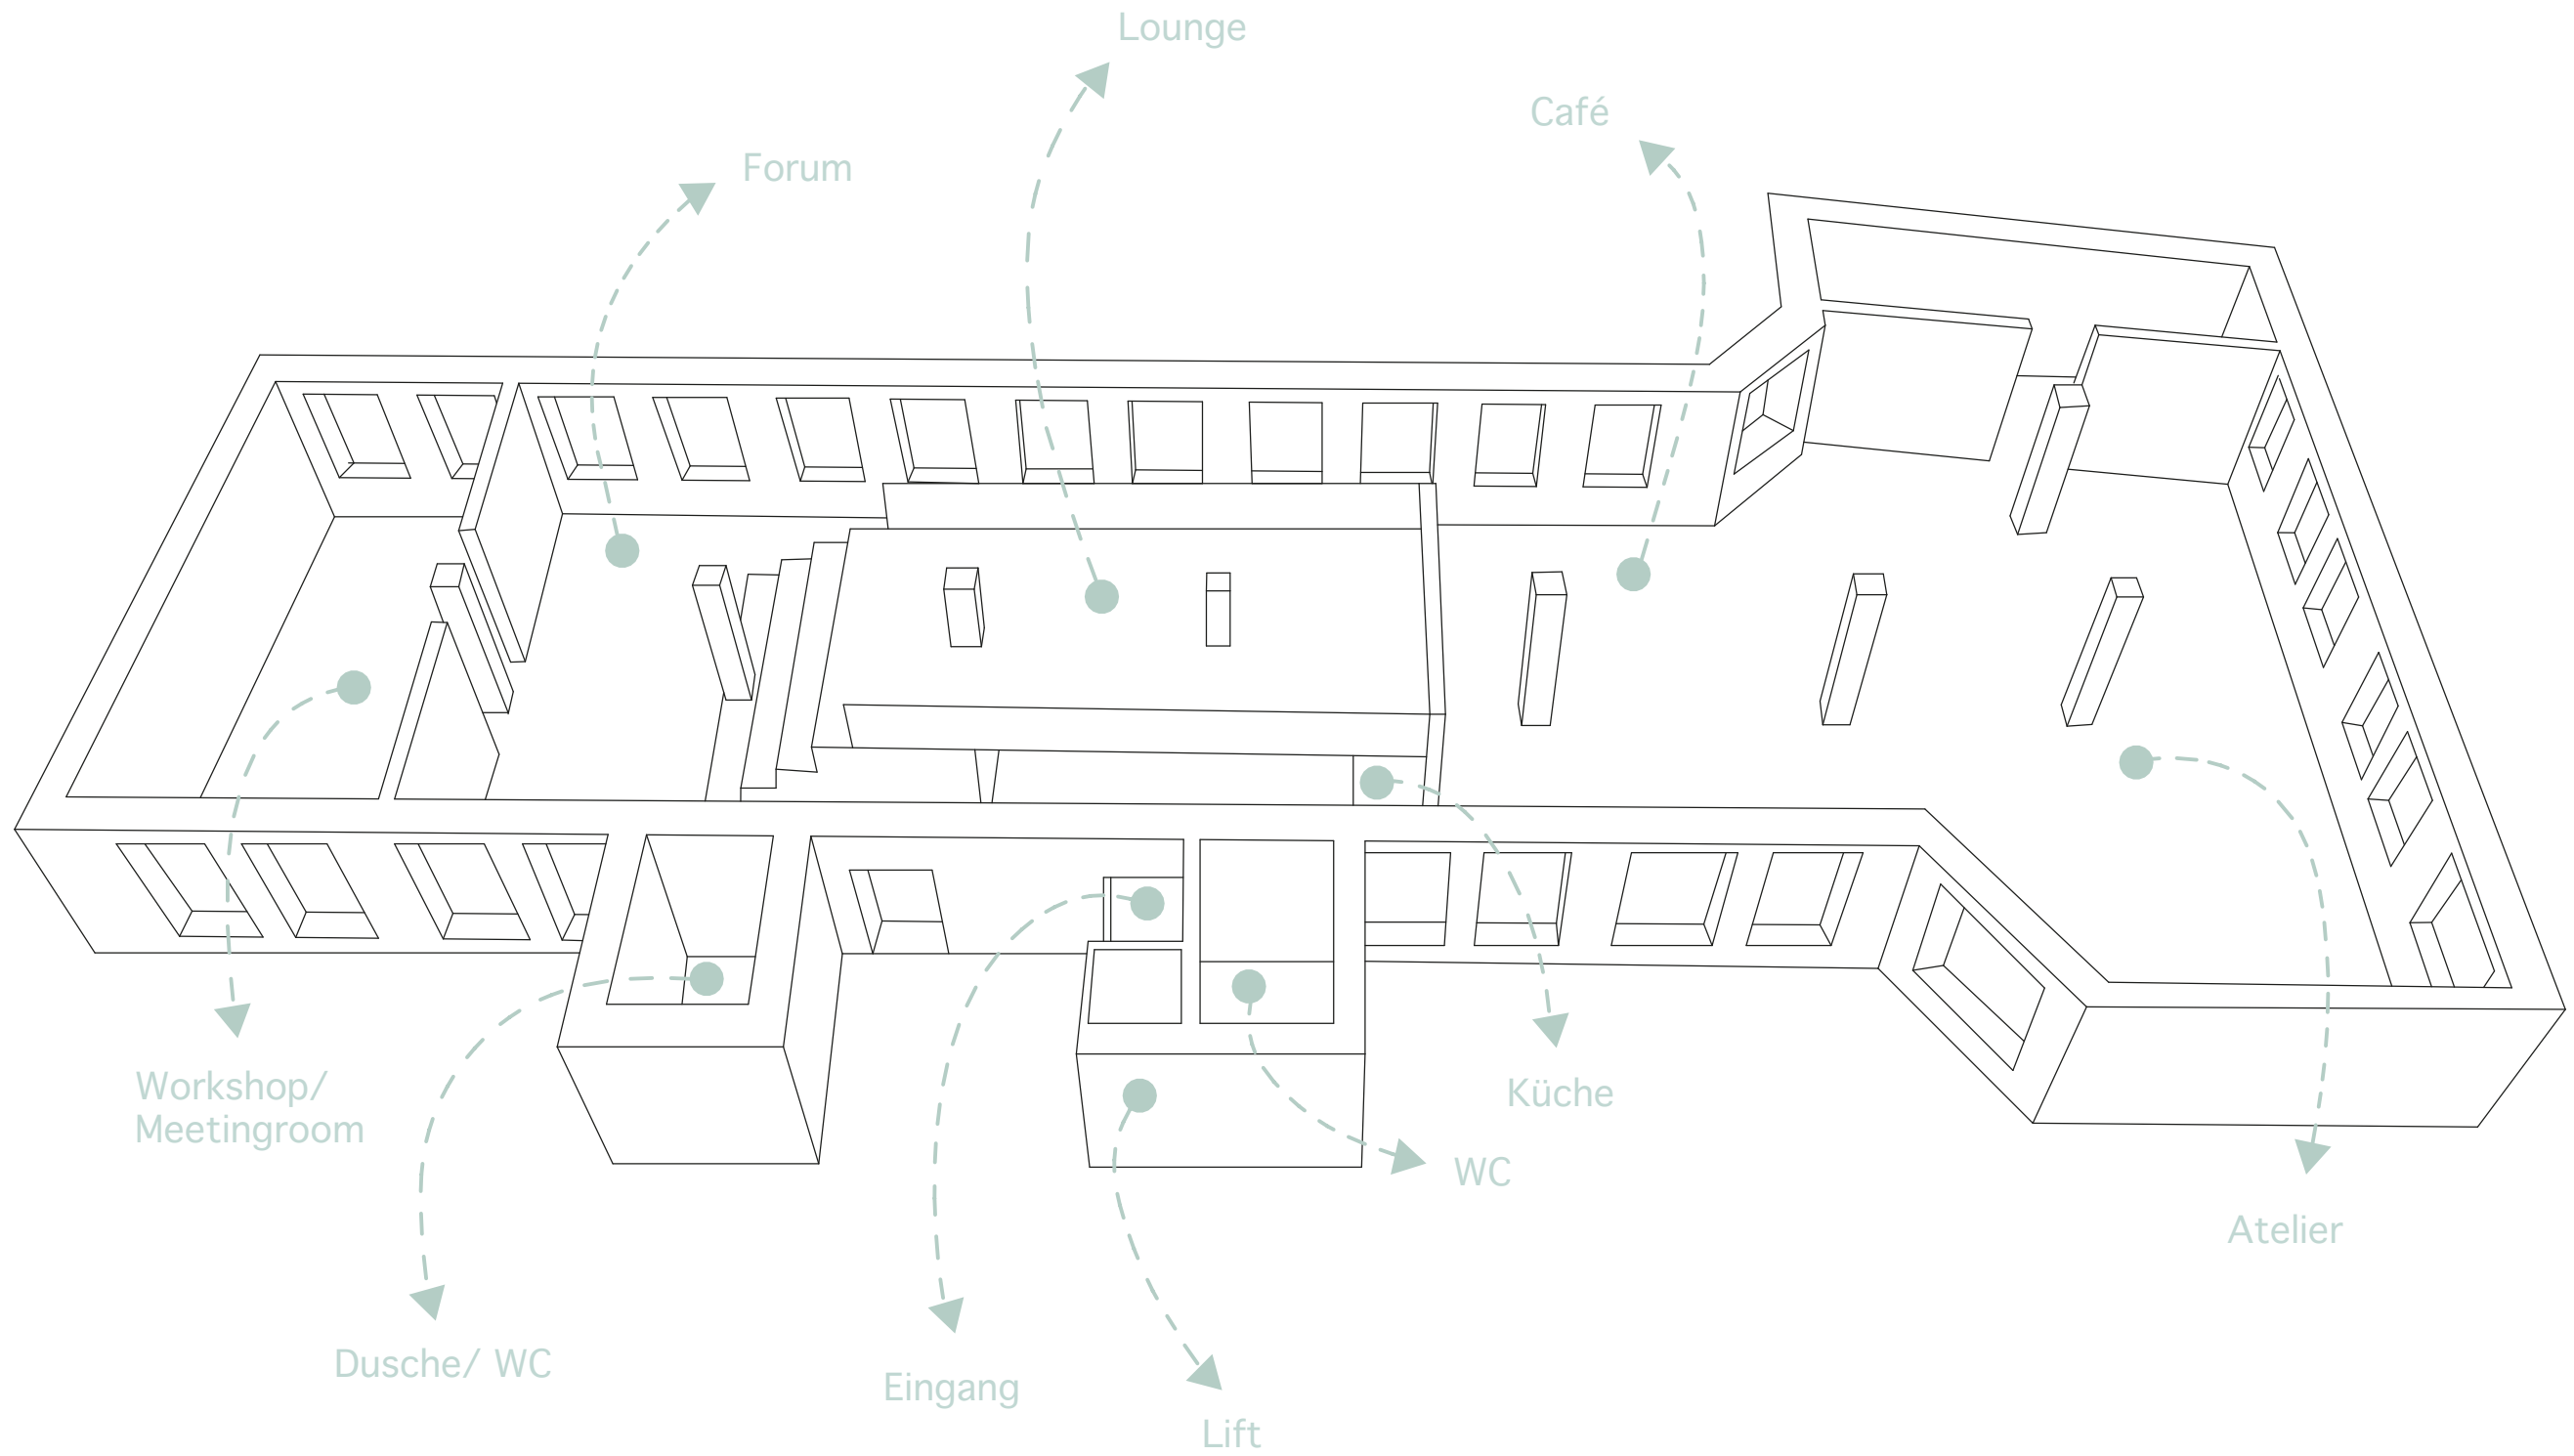 Lounge
Café
Forum
Workshop/
Meetingroom
Küche
WC
Atelier
Dusche/ WC
Eingang
Lift